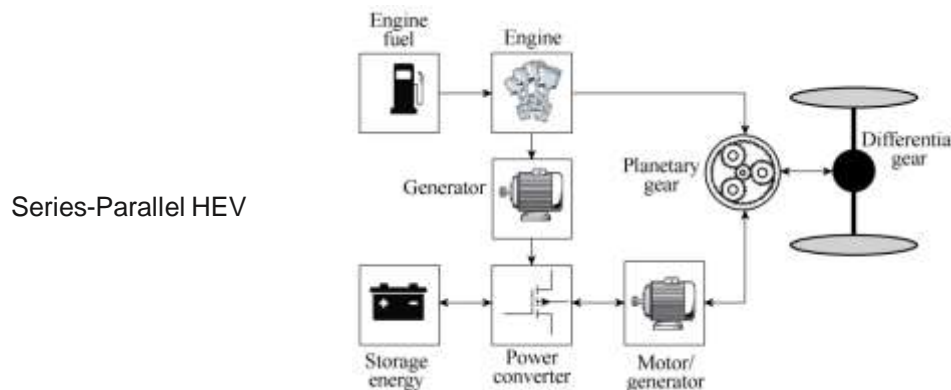 Engine
fuel
Engine
Differentia
gear
Planetary
gear
Generator
Series-Parallel HEV
Storage
energy
Power
converter
Motor/
generator